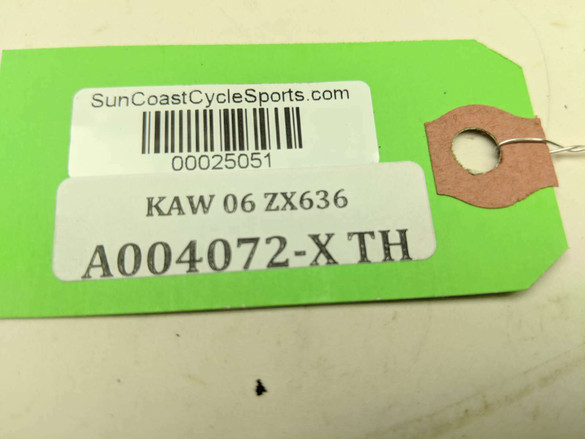 SunCoastCycleSports.com
00025051
KAW 06 ZX636
A004072-X TH